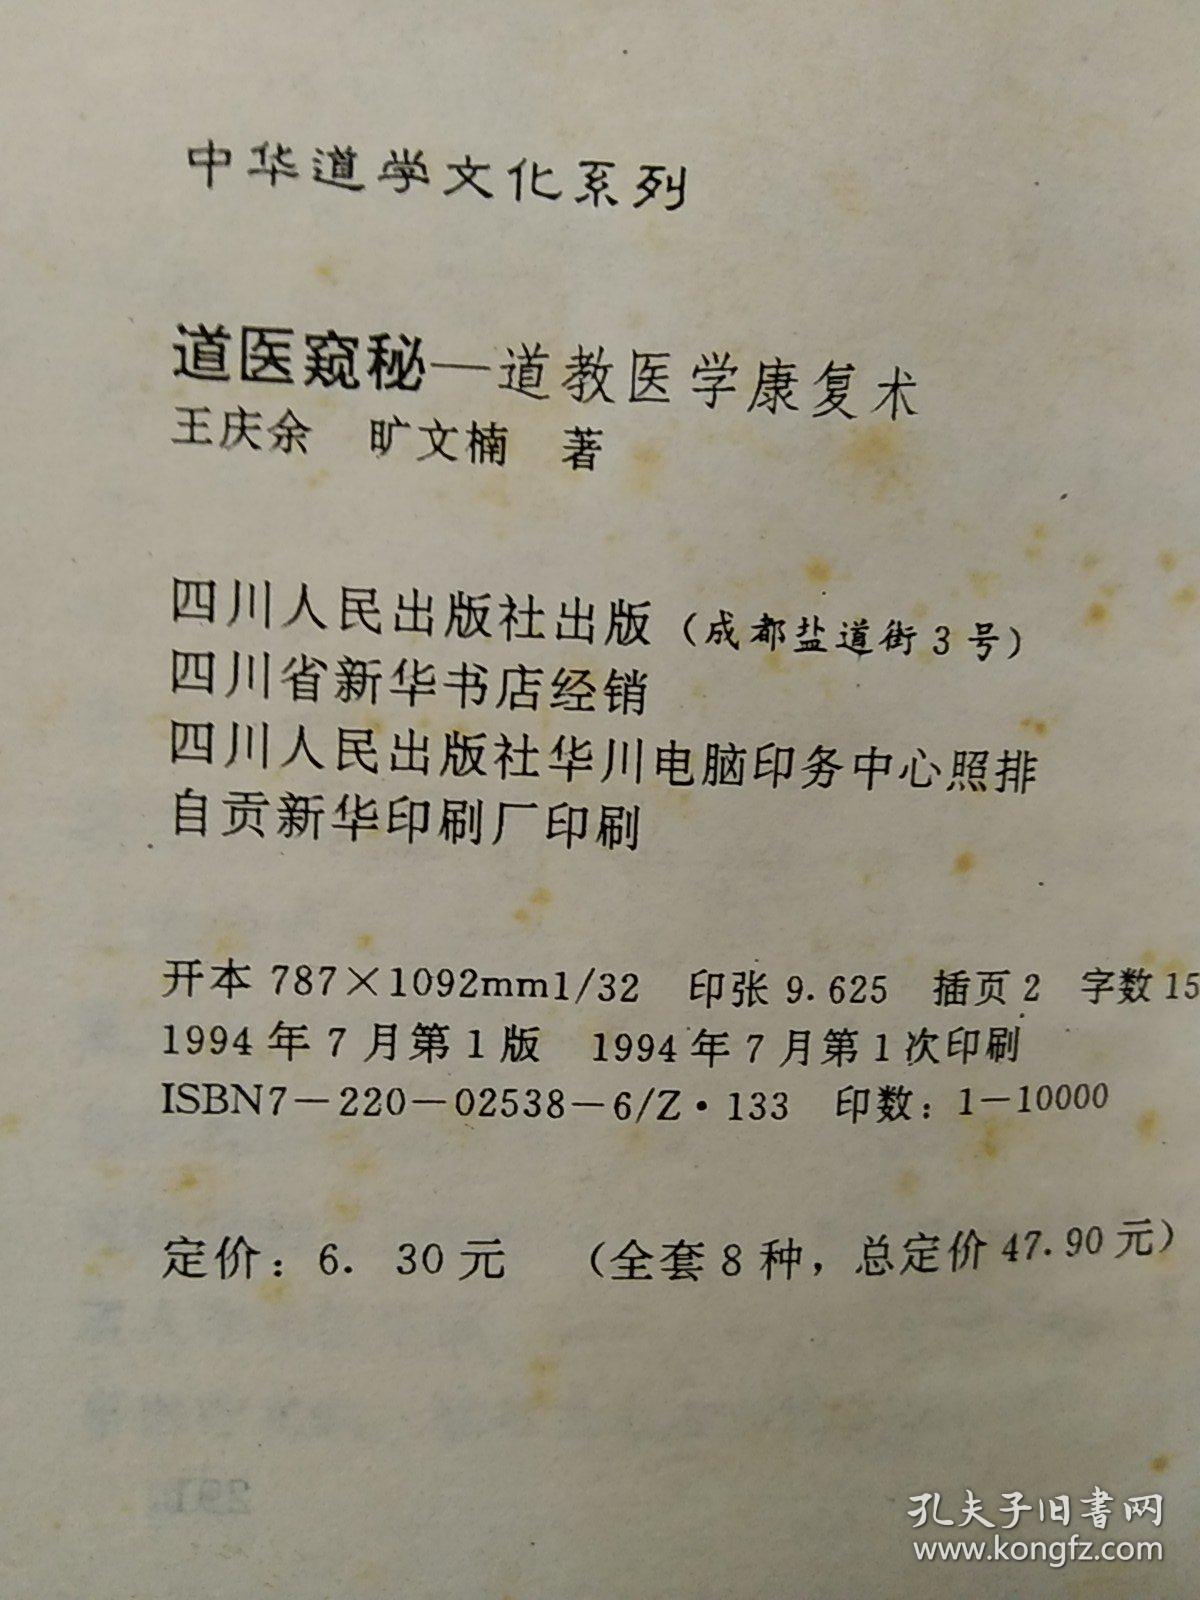 中华道学文化系列
道医窥秘—道教医学康复术
王庆余 旷文楠 著
四川人民出版社出版（成都盐道街3号）
四川省新华书店经销
四川人民出版社华川电脑印务中心照排
自贡新华印刷厂印刷
开本 787×1092mm1/32 印张 9.625 插页 2 字数 15
1994 年 7 月第 1 版 1994 年 7 月第 1 次印刷
ISBN7－220－02538－6/Z·133 印数：1－10000
定价：6.30 元 （全套 8 种，总定价 47.90 元）
291
孔夫子旧书网
www.kongfz.com